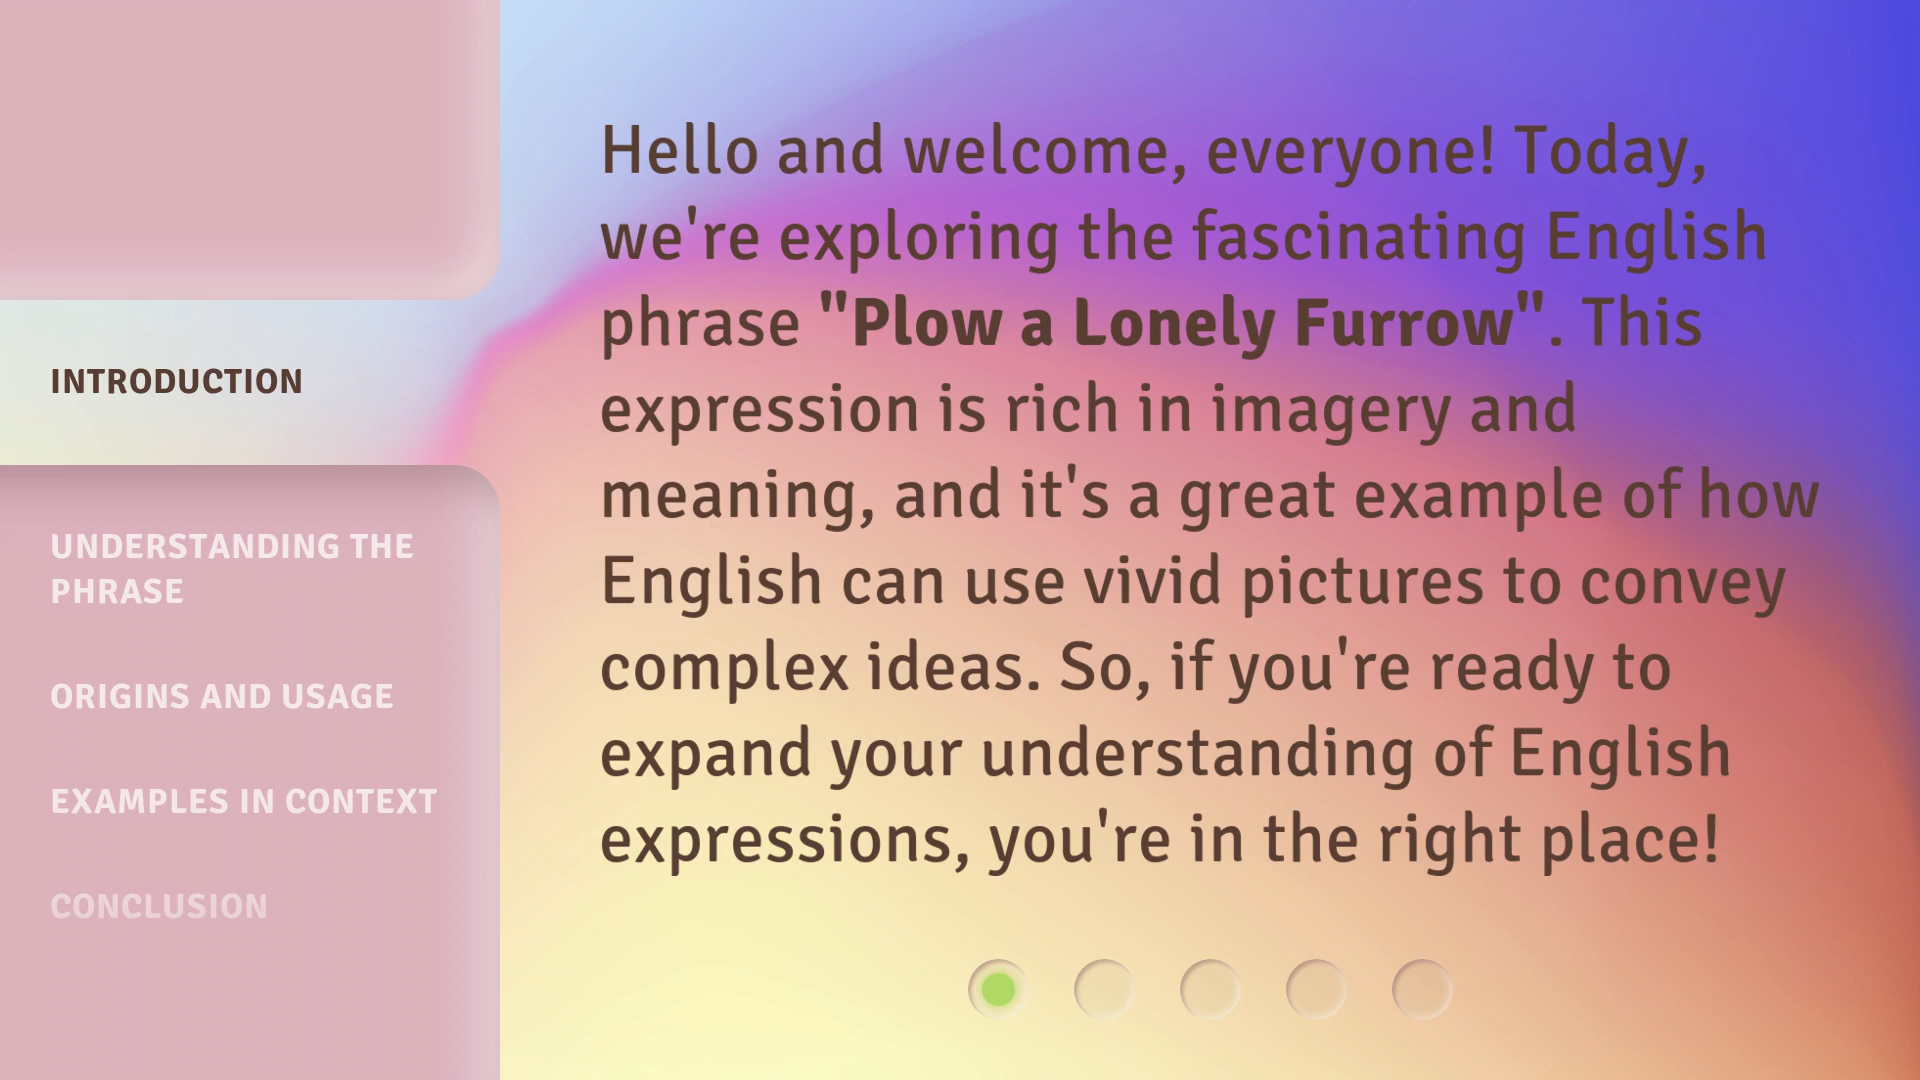 INTRODUCTION
UNDERSTANDING THE
PHRASE
ORIGINS AND USAGE
EXAMPLES IN CONTEXT
CONCLUSION
Hello and welcome, everyone! Today,
we're exploring the fascinating English
phrase "Plow a Lonely Furrow". This
expression is rich in imagery and
meaning, and it's a great example of how
English can use vivid pictures to convey
complex ideas. So, if you're ready to
expand your understanding of English
expressions, you're in the right place!